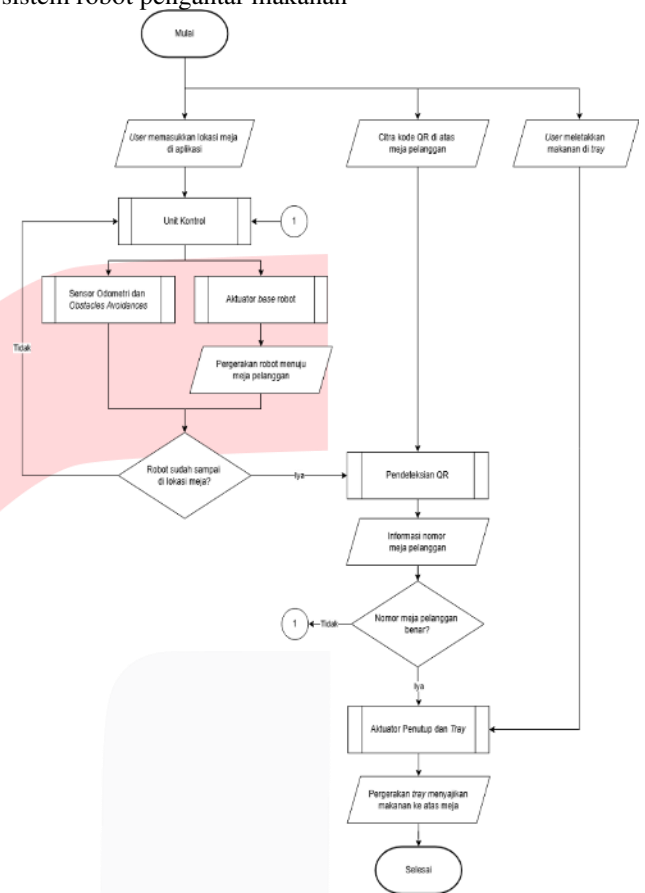 sistem robot pengantar makanan
Mulai
User memasukkan lokasi meja
di aplikasi
Citra kode QR di atas
meja pelanggan
User meletakkan
makanan di tray
Unit Kontrol
1
Sensor Odometri dan
Obstacles Avoidances
Aktuator base robot
Tidak
Pergerakan robot menuju
meja pelanggan
Robot sudah sampai
di lokasi meja?
Iya
Pendeteksian QR
Informasi nomor
meja pelanggan
Nomor meja pelanggan
benar?
Tidak
1
Iya
Aktuator Penutup dan Tray
Pergerakan tray menyajikan
makanan ke atas meja
Selesai